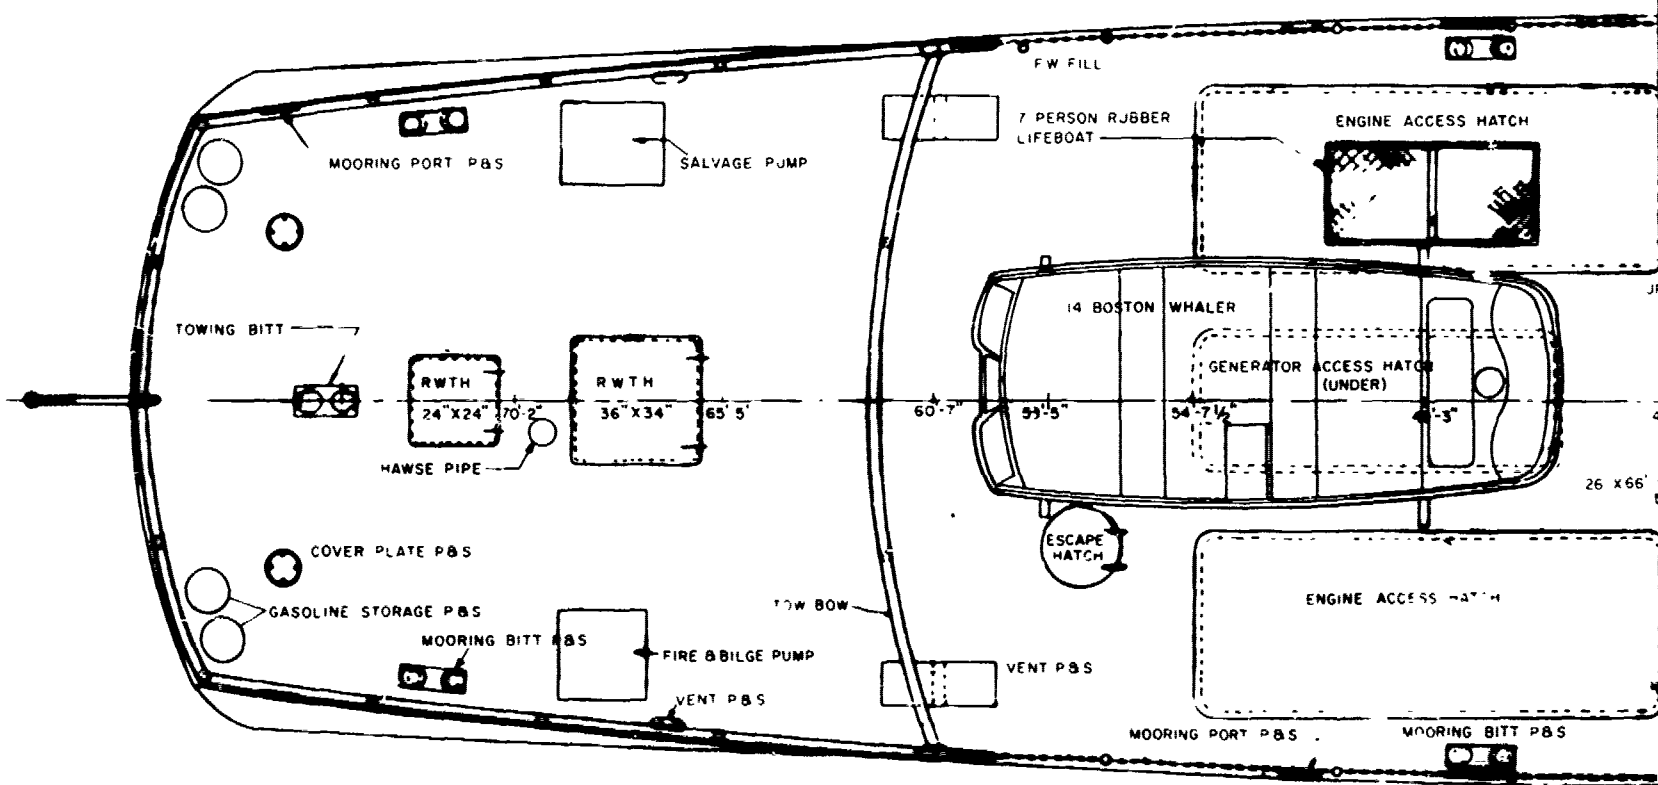 FW FILL
7 PERSON RUBBER
LIFEBOAT
ENGINE ACCESS HATCH
MOORING PORT P&S
SALVAGE PUMP
14 BOSTON WHALER
TOWING BITT
GENERATOR ACCESS HATCH
(UNDER)
RWTH
24"X24"
RWTH
36"X34"
70'2"
65'5'
60'-7"
59'-5"
54'-7½"
HAWSE PIPE
26 X66'
ESCAPE
HATCH
COVER PLATE P&S
GASOLINE STORAGE P&S
TOW BOW
ENGINE ACCESS HATCH
MOORING BITT P&S
FIRE & BILGE PUMP
VENT P&S
VENT P&S
MOORING PORT P&S
MOORING BITT P&S